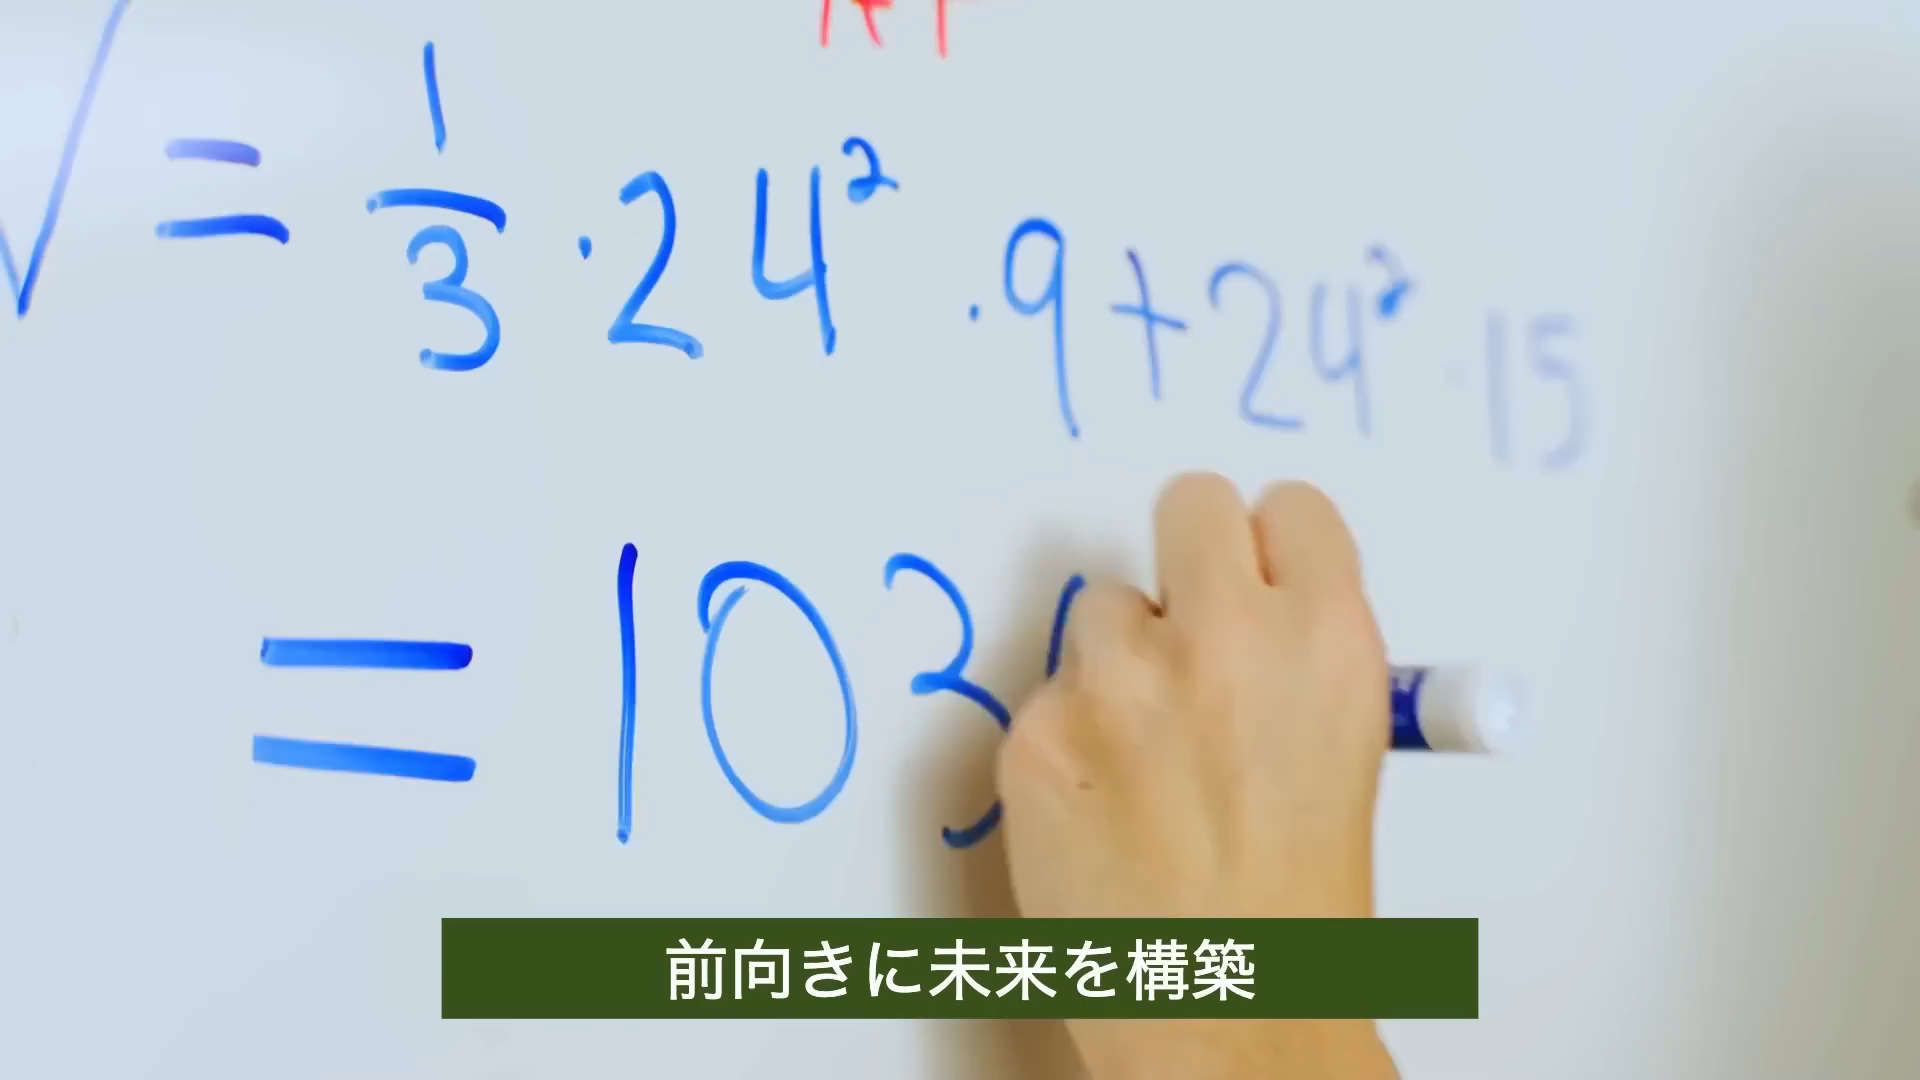 V = 1/3 · 24² · 9 + 24² · 15
= 103
前向きに未来を構築